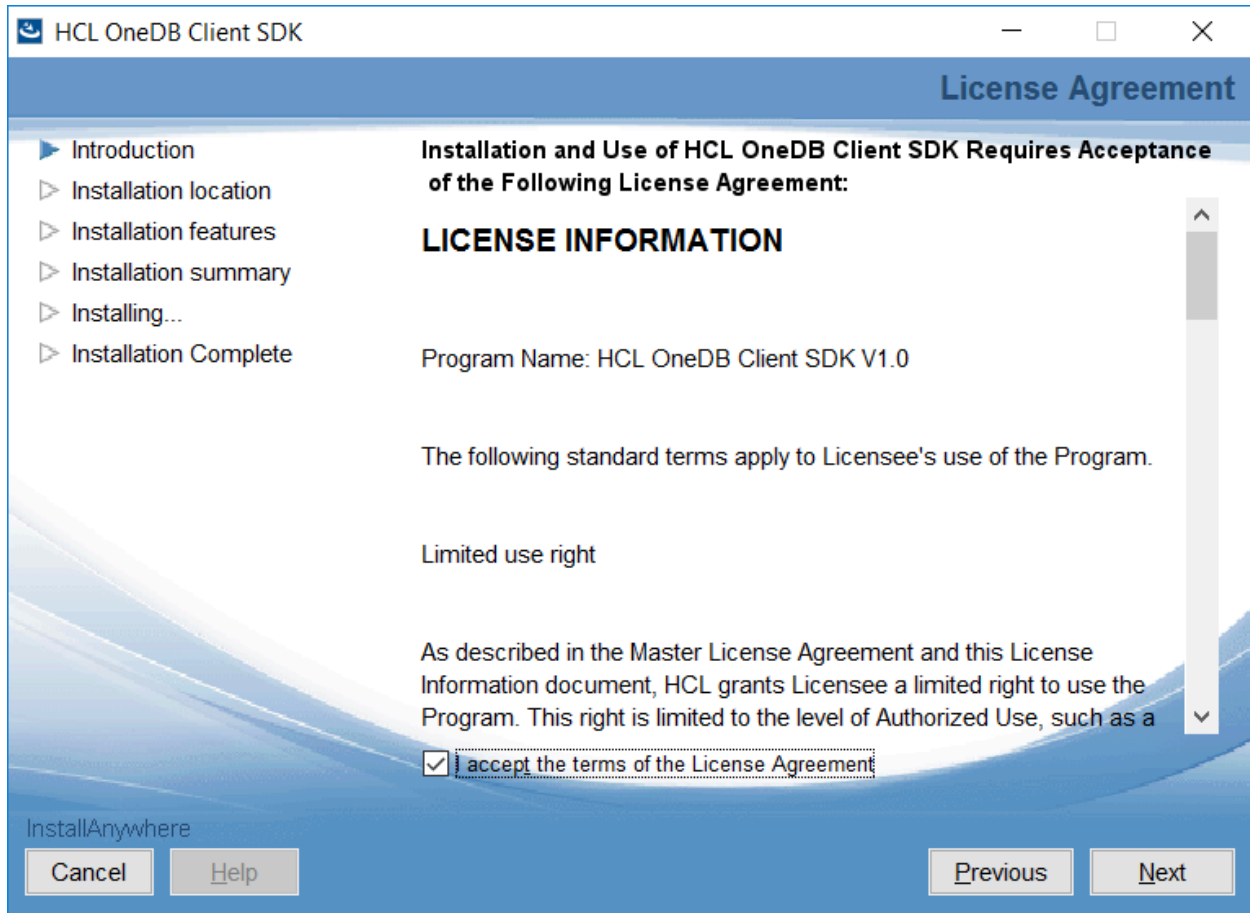 HCL OneDB Client SDK
License Agreement
Introduction
Installation location
Installation features
Installation summary
Installing...
Installation Complete
Installation and Use of HCL OneDB Client SDK Requires Acceptance
of the Following License Agreement:
LICENSE INFORMATION
Program Name: HCL OneDB Client SDK V1.0
The following standard terms apply to Licensee's use of the Program.
Limited use right
As described in the Master License Agreement and this License
Information document, HCL grants Licensee a limited right to use the
Program. This right is limited to the level of Authorized Use, such as a
I accept the terms of the License Agreement
InstallAnywhere
Cancel
Help
Previous
Next